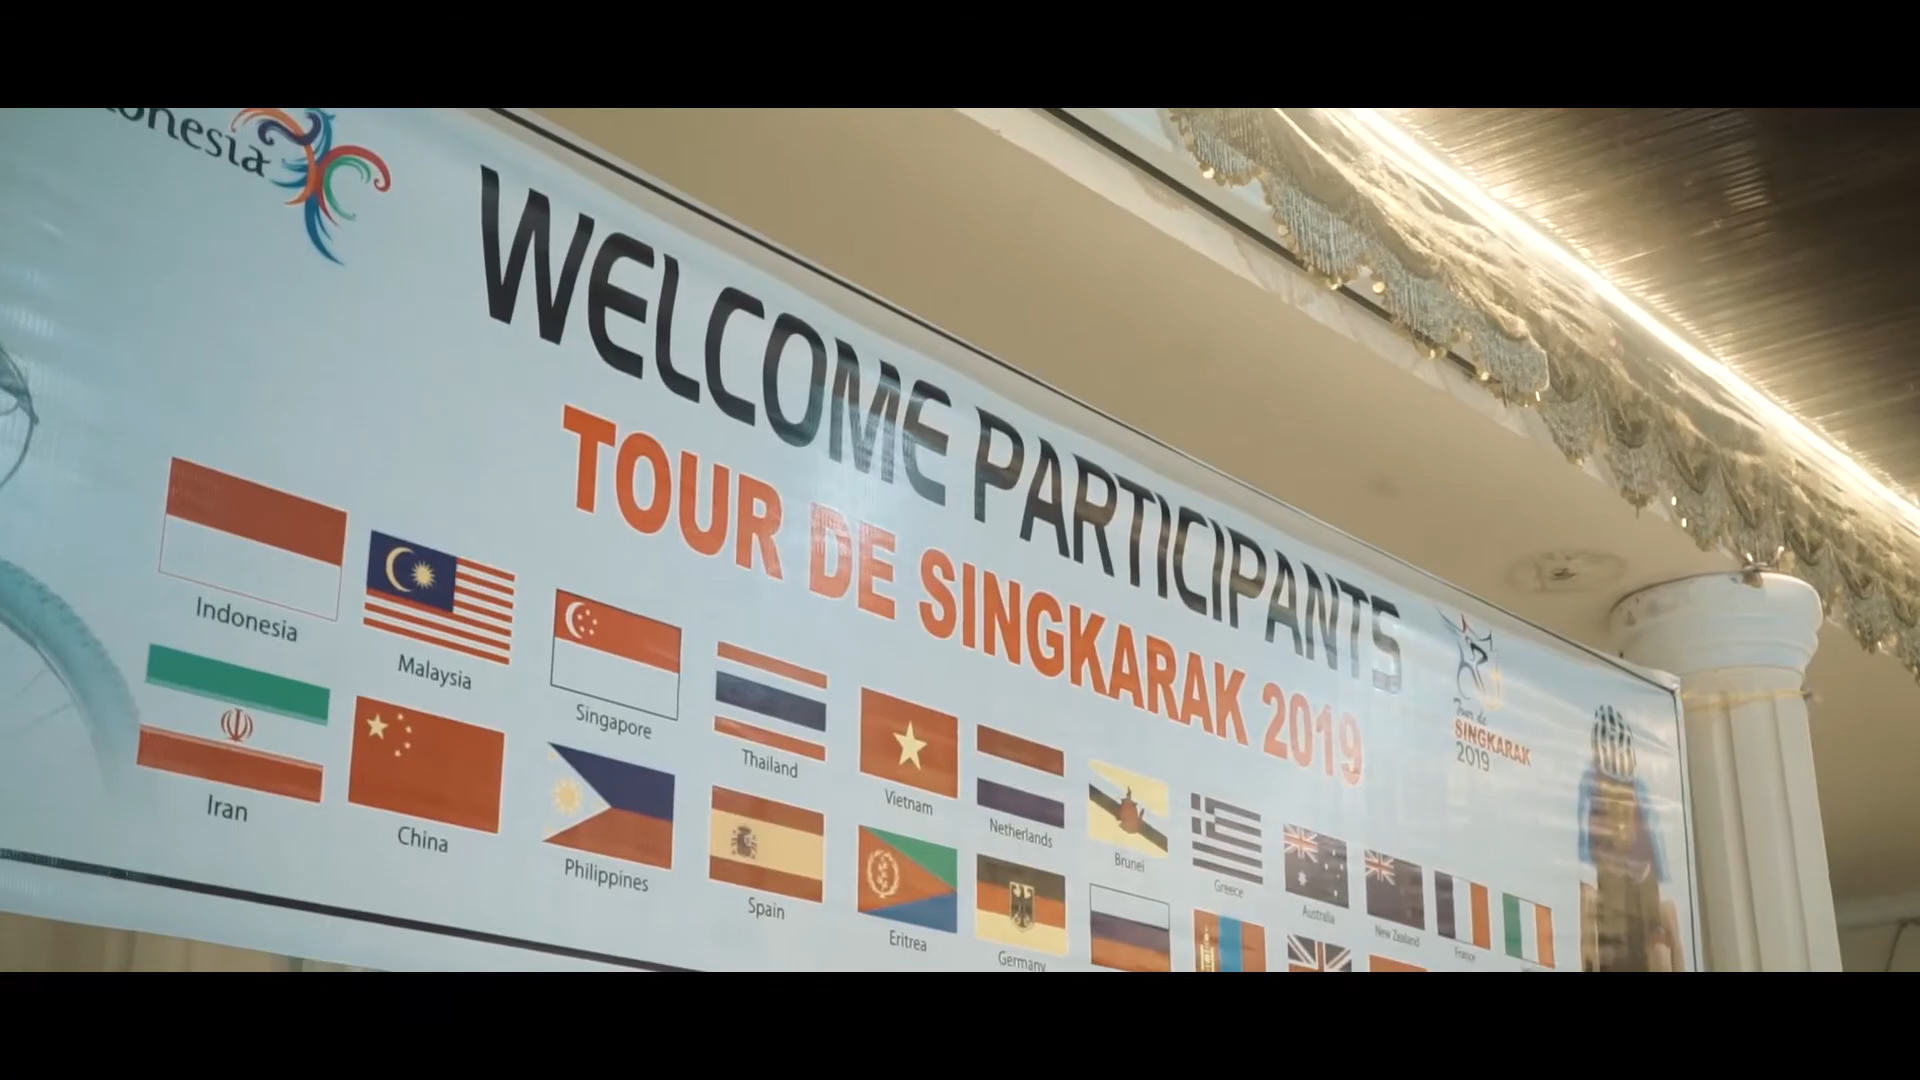 onesia
WELCOME PARTICIPANTS
TOUR DE SINGKARAK 2019
Tour de
SINGKARAK
2019
Indonesia
Malaysia
Singapore
Thailand
Vietnam
Netherlands
Brunei
Greece
Australia
New Zealand
France
Iran
China
Philippines
Spain
Eritrea
Germany